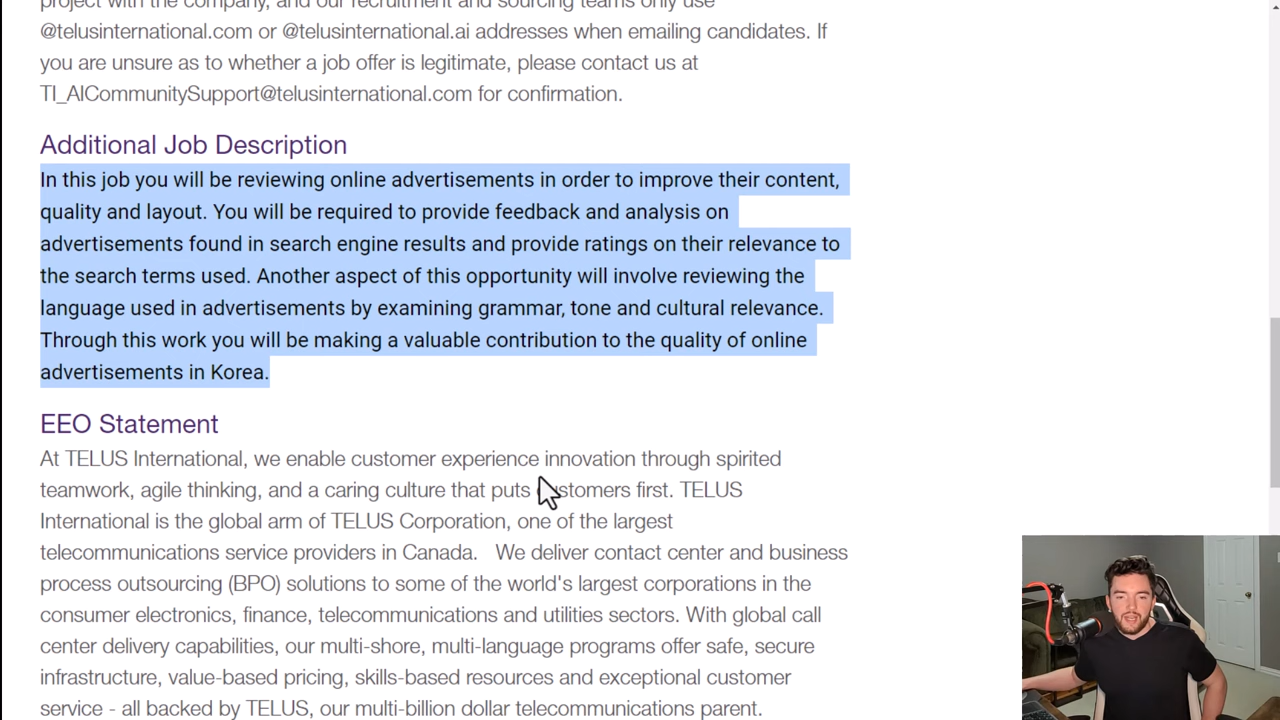 project with the company, and our recruitment and sourcing teams only use
@telusinternational.com or @telusinternational.ai addresses when emailing candidates. If
you are unsure as to whether a job offer is legitimate, please contact us at
TI_AICommunitySupport@telusinternational.com for confirmation.
Additional Job Description
In this job you will be reviewing online advertisements in order to improve their content,
quality and layout. You will be required to provide feedback and analysis on
advertisements found in search engine results and provide ratings on their relevance to
the search terms used. Another aspect of this opportunity will involve reviewing the
language used in advertisements by examining grammar, tone and cultural relevance.
Through this work you will be making a valuable contribution to the quality of online
advertisements in Korea.
EEO Statement
At TELUS International, we enable customer experience innovation through spirited
teamwork, agile thinking, and a caring culture that puts customers first. TELUS
International is the global arm of TELUS Corporation, one of the largest
telecommunications service providers in Canada. We deliver contact center and business
process outsourcing (BPO) solutions to some of the world's largest corporations in the
consumer electronics, finance, telecommunications and utilities sectors. With global call
center delivery capabilities, our multi-shore, multi-language programs offer safe, secure
infrastructure, value-based pricing, skills-based resources and exceptional customer
service - all backed by TELUS, our multi-billion dollar telecommunications parent.